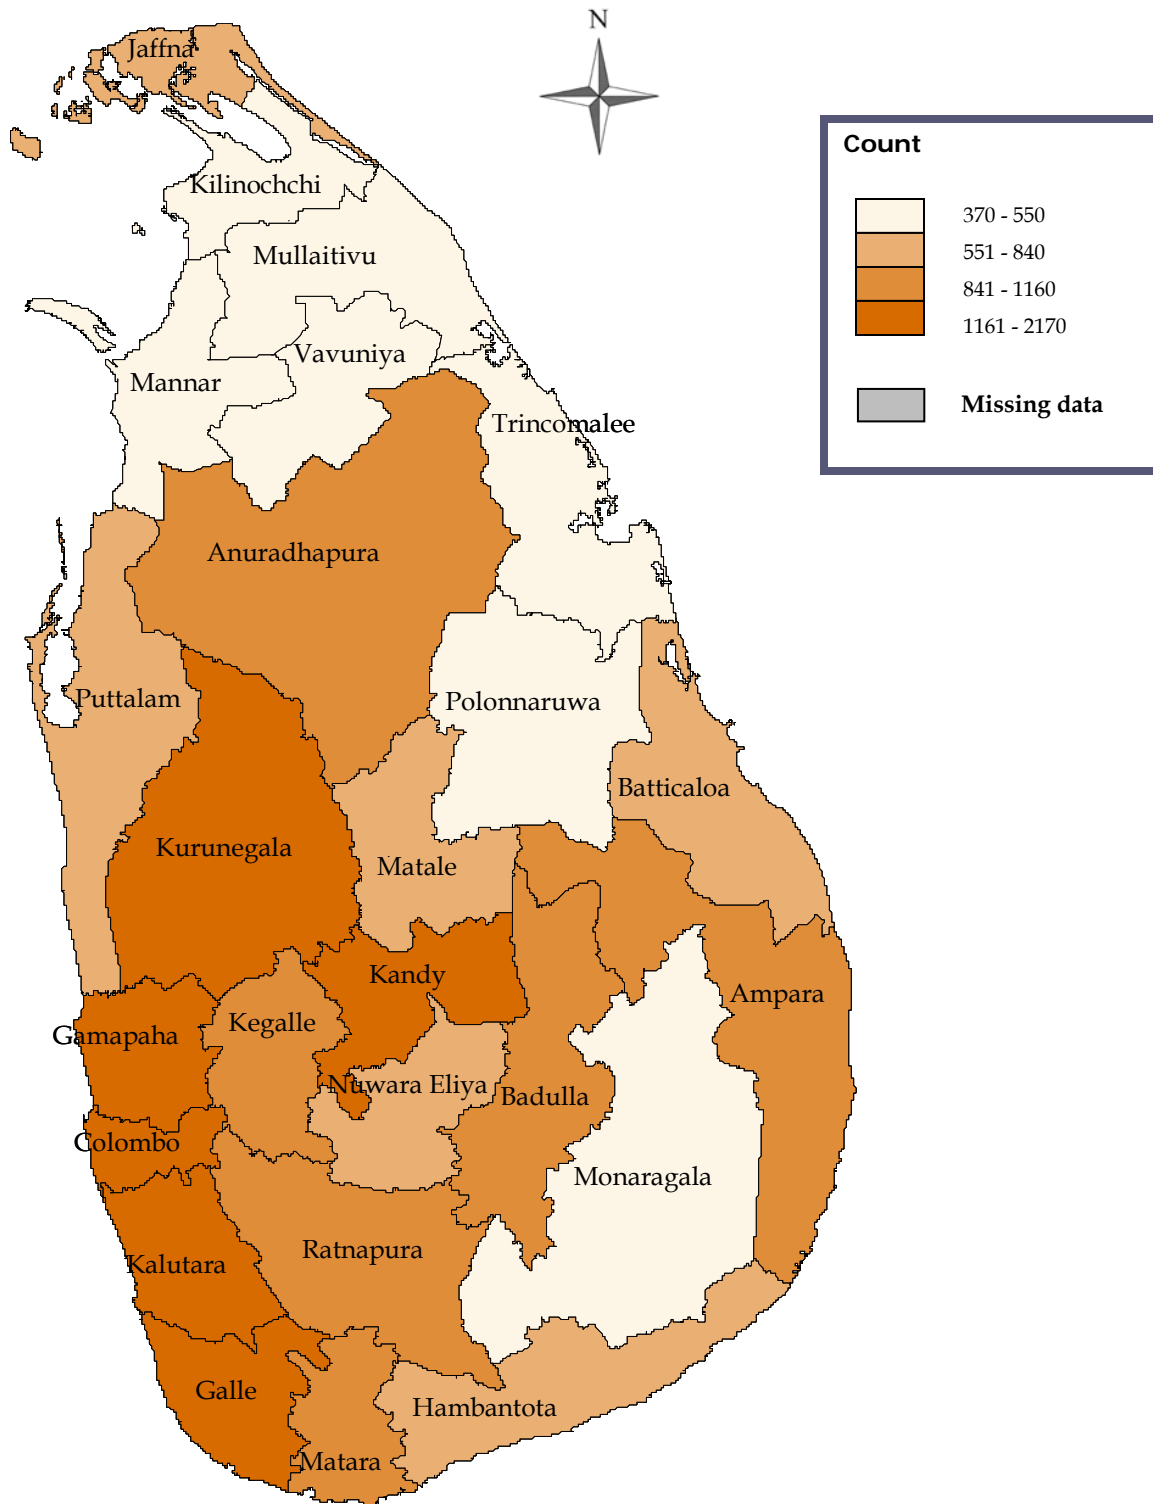 N
Jaffna
Count
Kilinochchi
370 - 550
Mullaitivu
551 - 840
841 - 1160
1161 - 2170
Vavuniya
Mannar
Missing data
Trincomalee
Anuradhapura
Puttalam
Polonnaruwa
Batticaloa
Kurunegala
Matale
Kandy
Ampara
Kegalle
Gamapaha
Nuwara Eliya
Badulla
Colombo
Monaragala
Ratnapura
Kalutara
Galle
Hambantota
Matara